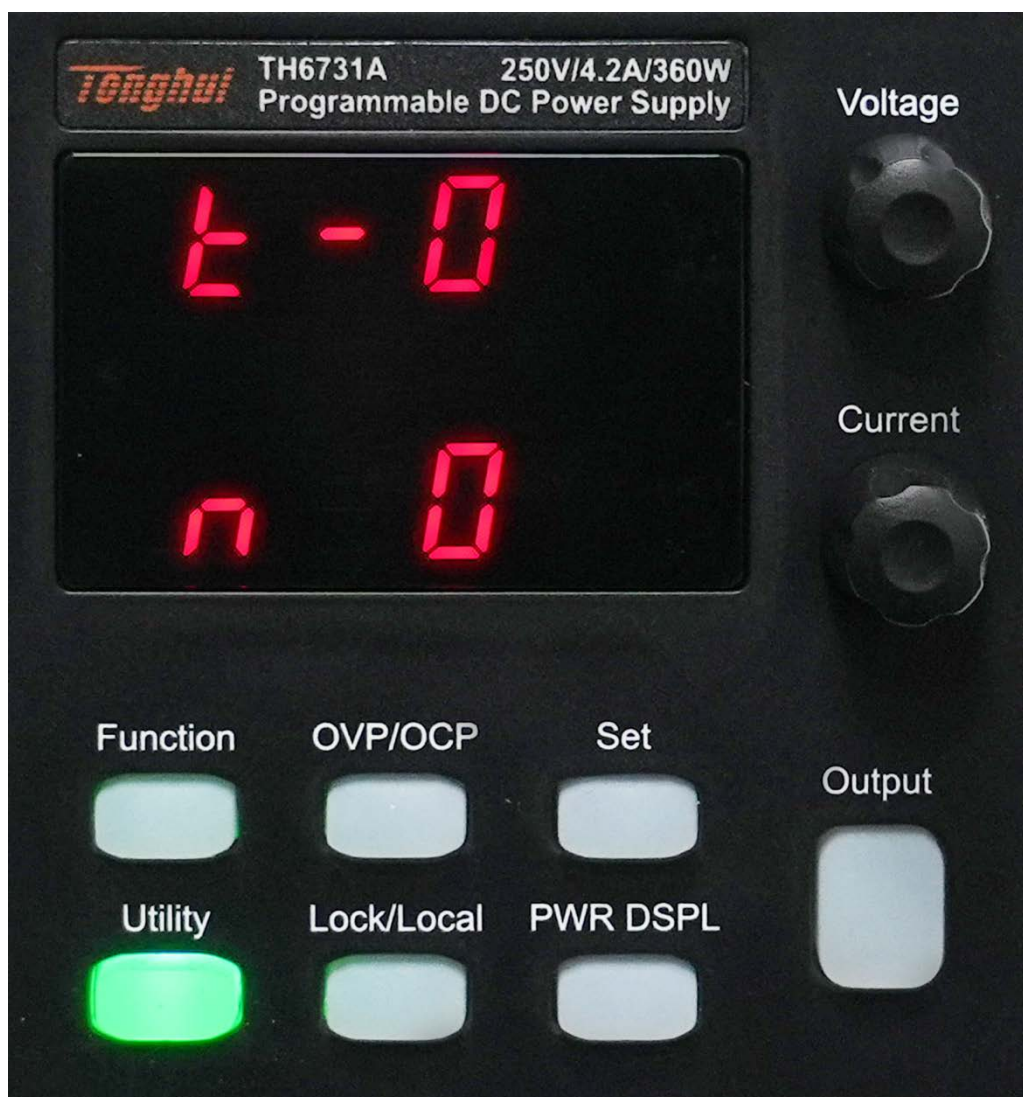 Tonghui
TH6731A 250V/4.2A/360W
Programmable DC Power Supply
Voltage
t-0
Current
n 0
Function OVP/OCP Set
Output
Utility Lock/Local PWR DSPL